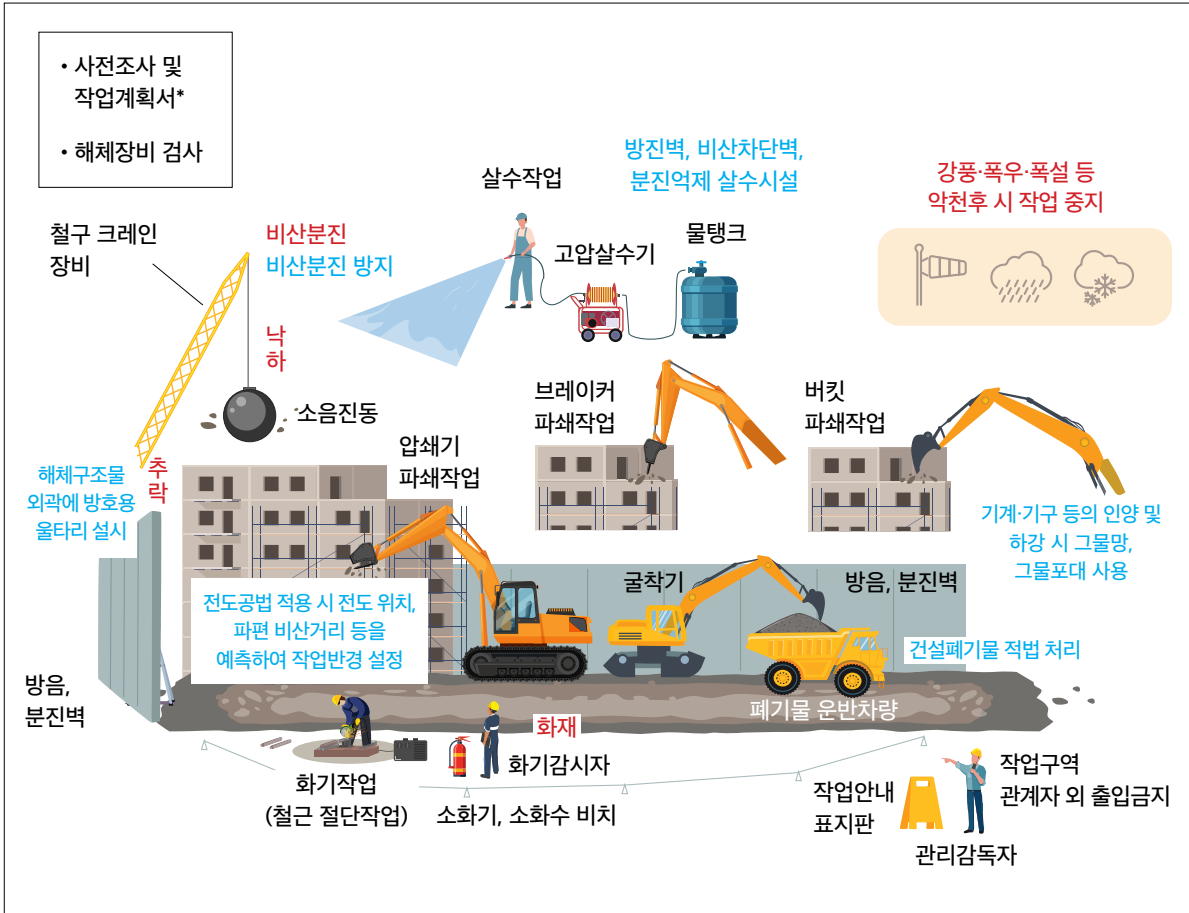 • 사전조사 및
작업계획서*
• 해체장비 검사
철구 크레인
장비
비산분진
비산분진 방지
살수작업
방진벽, 비산차단벽,
분진억제 살수시설
고압살수기
물탱크
강풍·폭우·폭설 등
악천후 시 작업 중지
낙
하
소음진동
브레이커
파쇄작업
버킷
파쇄작업
압쇄기
파쇄작업
해체구조물
외곽에 방호용
울타리 설시
추
락
기계·기구 등의 인양 및
하강 시 그물망,
그물포대 사용
굴착기
방음, 분진벽
전도공법 적용 시 전도 위치,
파편 비산거리 등을
예측하여 작업반경 설정
건설폐기물 적법 처리
방음,
분진벽
폐기물 운반차량
화재
화기감시자
화기작업
(철근 절단작업)
소화기, 소화수 비치
작업안내
표지판
작업구역
관계자 외 출입금지
관리감독자